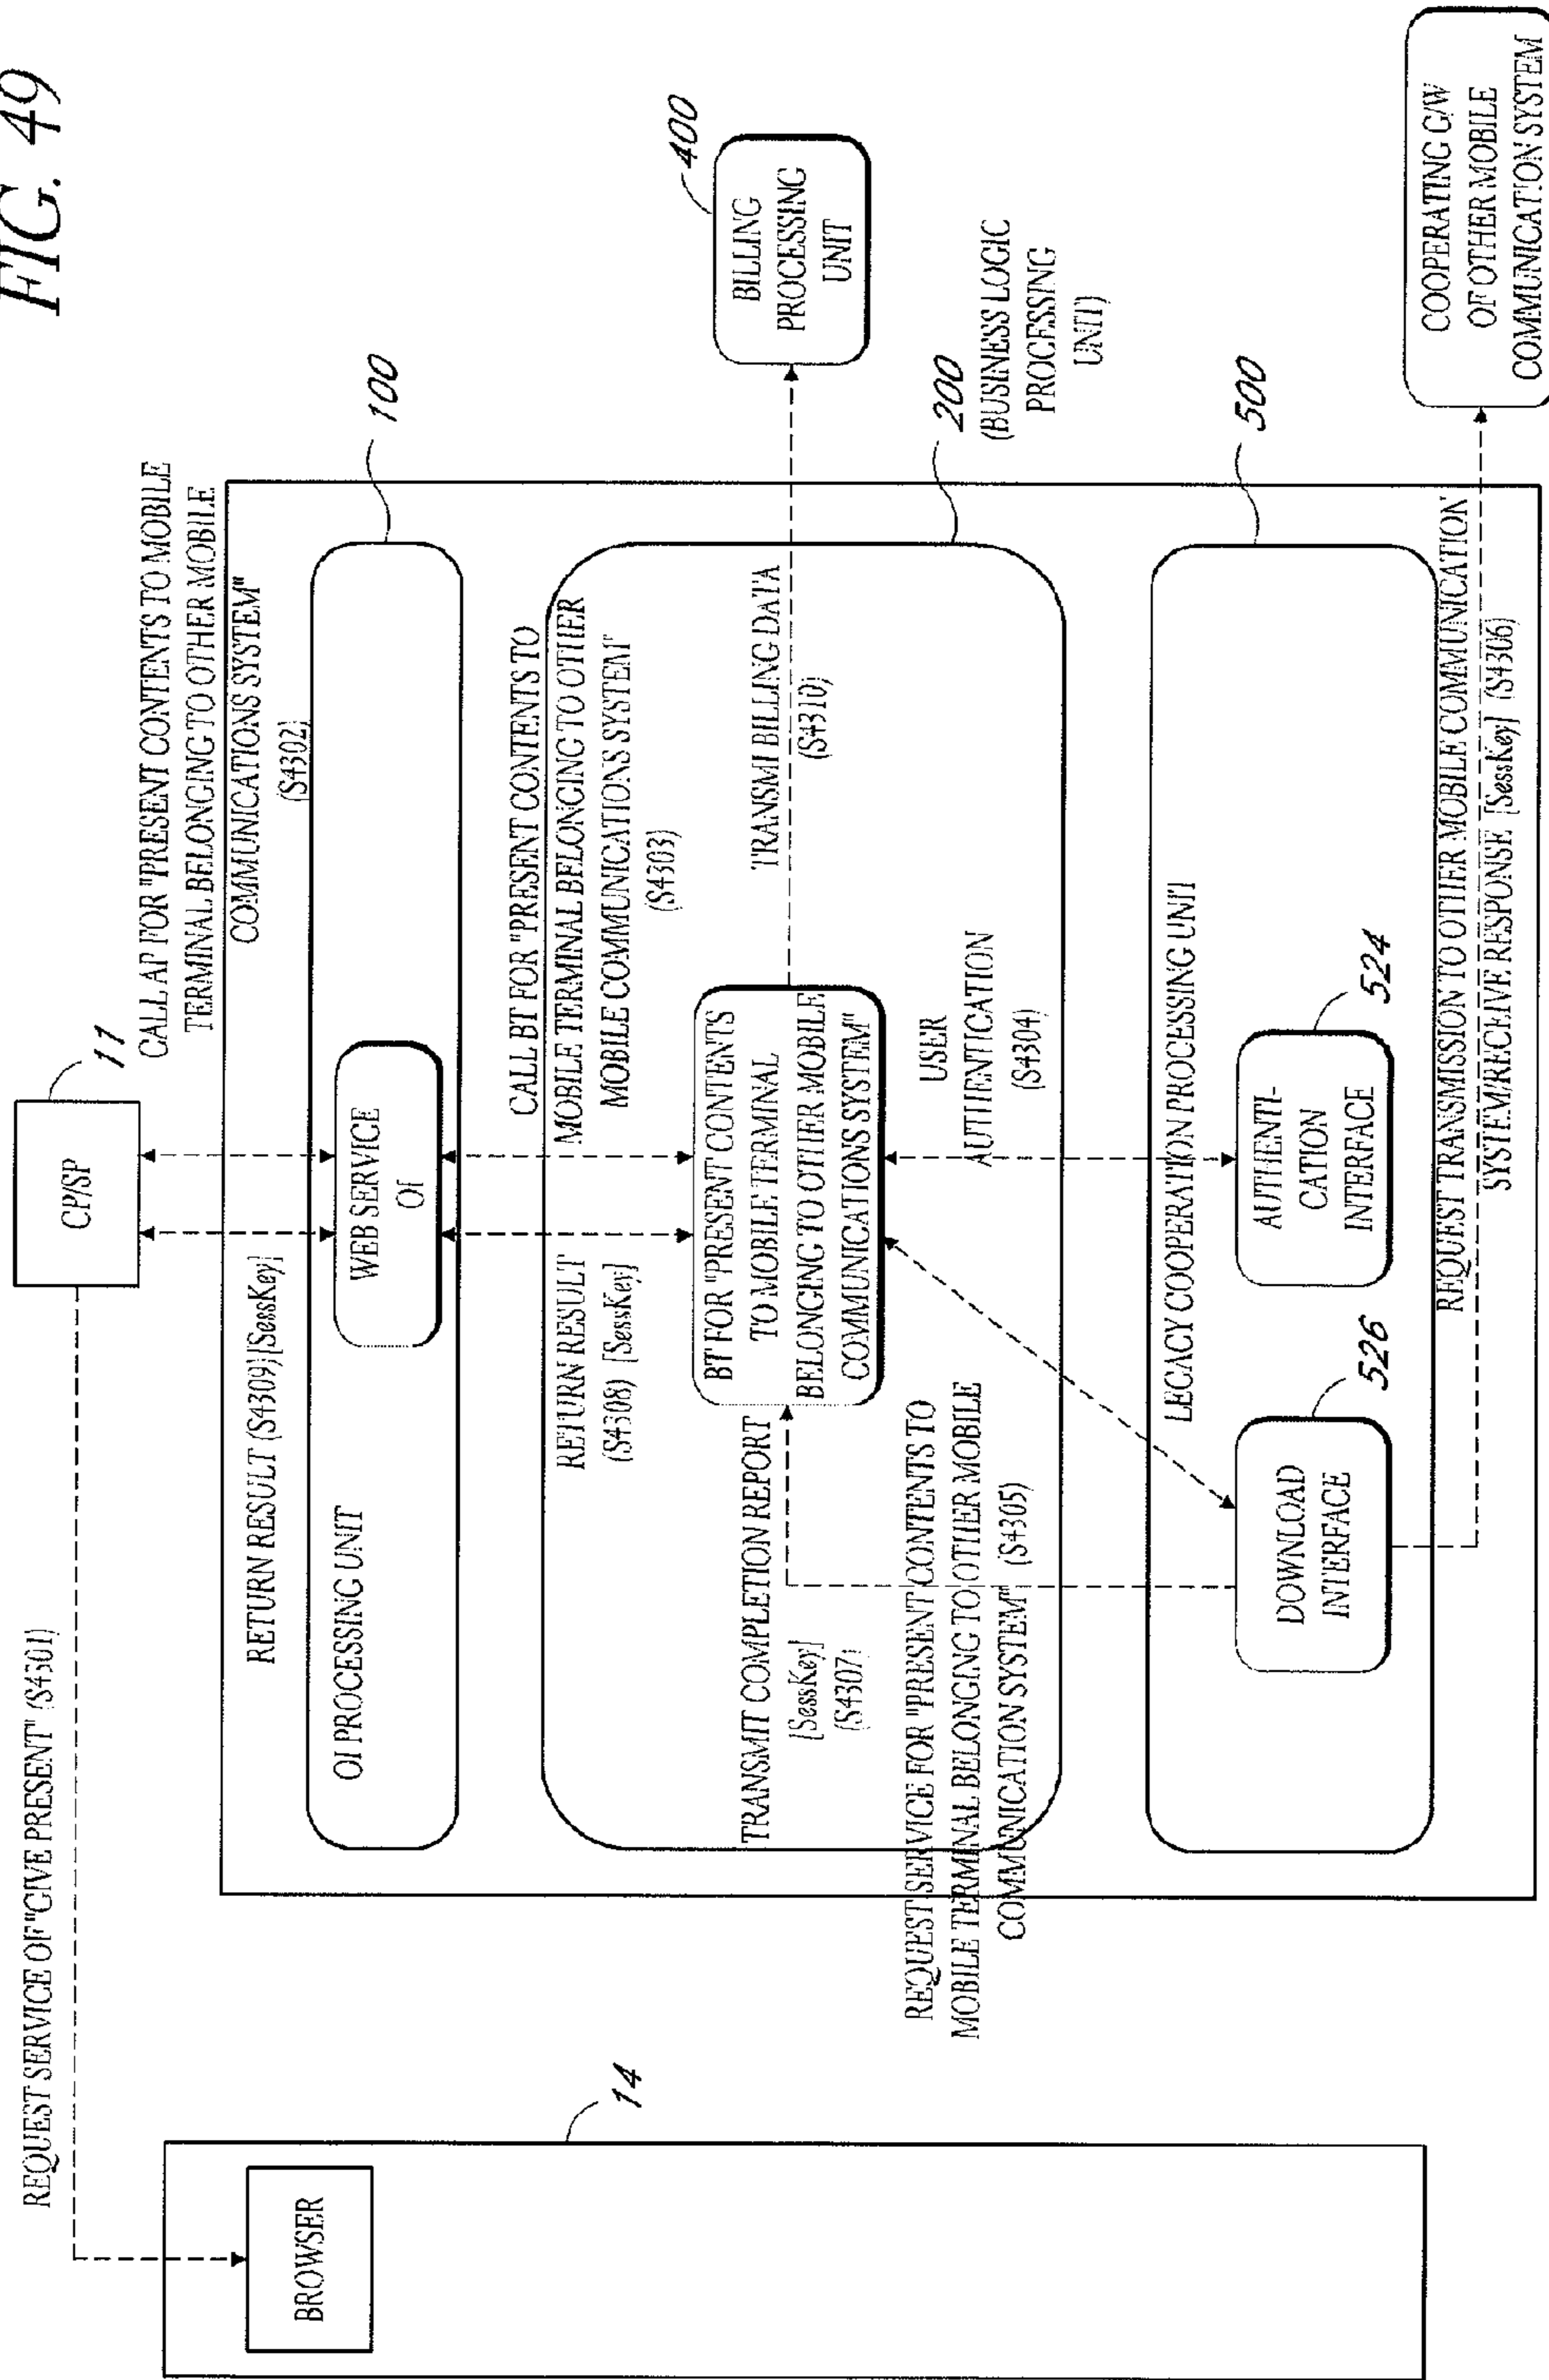 FIG. 49
REQUEST SERVICE OF "GIVE PRESENT" (S4301)
BROWSER
14
CP/SP
11
CALL AP FOR "PRESENT CONTENTS TO MOBILE
TERMINAL BELONGING TO OTHER MOBILE
COMMUNICATIONS SYSTEM"
(S4302)
RETURN RESULT (S4309)[SessKey]
100
OI PROCESSING UNIT
WEB SERVICE
OI
CALL BT FOR "PRESENT CONTENTS TO
MOBILE TERMINAL BELONGING TO OTHER
MOBILE COMMUNICATIONS SYSTEM"
(S4303)
RETURN RESULT
(S4308) [SessKey]
BT FOR "PRESENT CONTENTS
TO MOBILE TERMINAL
BELONGING TO OTHER MOBILE
COMMUNICATIONS SYSTEM"
TRANSMI BILLING DATA
(S4310)
400
BILLING
PROCESSING
UNIT
200
(BUSINESS LOGIC
PROCESSING
UNIT)
TRANSMIT COMPLETION REPORT
[SessKey]
(S4307)
USER
AUTHENTICATION
(S4304)
REQUEST SERVICE FOR "PRESENT CONTENTS TO
MOBILE TERMINAL BELONGING TO OTHER MOBILE
COMMUNICATION SYSTEM" (S4305)
500
LEGACY COOPERATION PROCESSING UNIT
526
DOWNLOAD
INTERFACE
524
AUTHENTI-
CATION
INTERFACE
REQUEST TRANSMISSION TO OTHER MOBILE COMMUNICATION
SYSTEM/RECEIVE RESPONSE [SessKey] (S4306)
COOPERATING G/W
OF OTHER MOBILE
COMMUNICATION SYSTEM